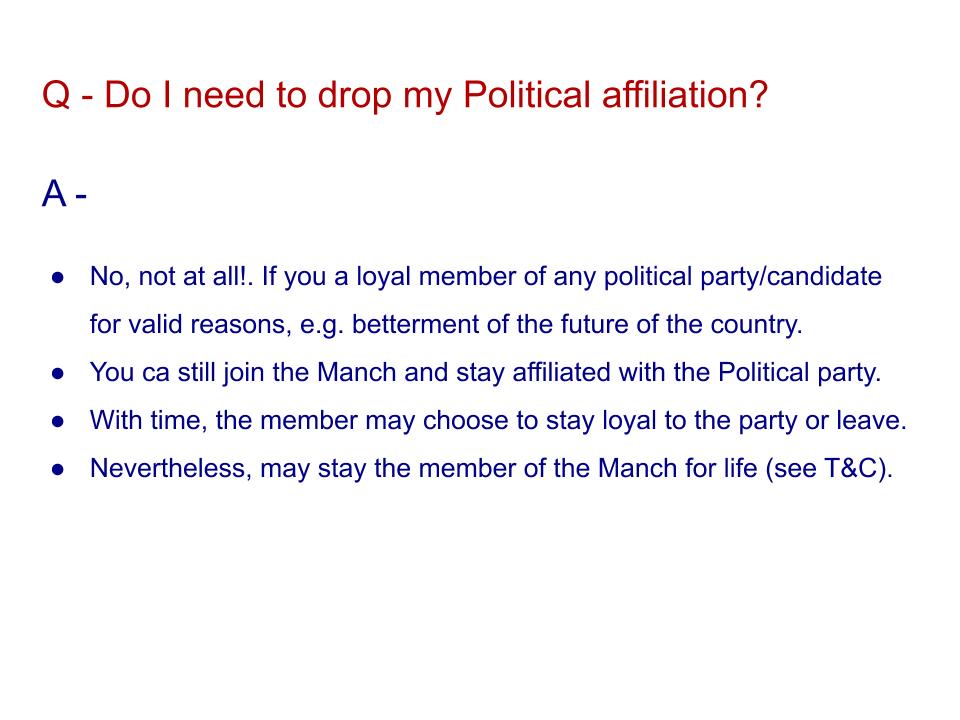 Q - Do I need to drop my Political affiliation?
A -
● No, not at all!. If you a loyal member of any political party/candidate
for valid reasons, e.g. betterment of the future of the country.
● You ca still join the Manch and stay affiliated with the Political party.
● With time, the member may choose to stay loyal to the party or leave.
● Nevertheless, may stay the member of the Manch for life (see T&C).